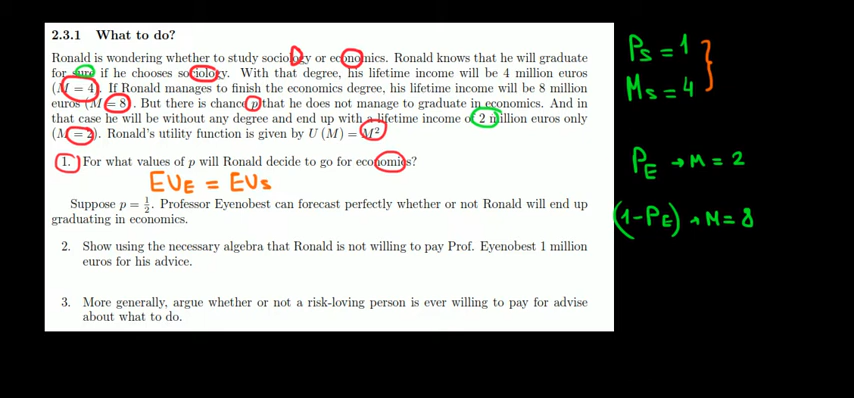 2.3.1 What to do?
Ronald is wondering whether to study sociology or economics. Ronald knows that he will graduate
for sure if he chooses sociology. With that degree, his lifetime income will be 4 million euros
(M = 4). If Ronald manages to finish the economics degree, his lifetime income will be 8 million
euros (M = 8). But there is chance p that he does not manage to graduate in economics. And in
that case he will be without any degree and end up with a lifetime income of 2 million euros only
(M = 2). Ronald's utility function is given by U (M) = M²
1. For what values of p will Ronald decide to go for economics?
EU_E = EU_S
Suppose p = 1/2. Professor Eyenobest can forecast perfectly whether or not Ronald will end up
graduating in economics.
2. Show using the necessary algebra that Ronald is not willing to pay Prof. Eyenobest 1 million
euros for his advice.
3. More generally, argue whether or not a risk-loving person is ever willing to pay for advise
about what to do.
P_S = 1
M_S = 4
P_E → M = 2
(1-P_E) → M = 8